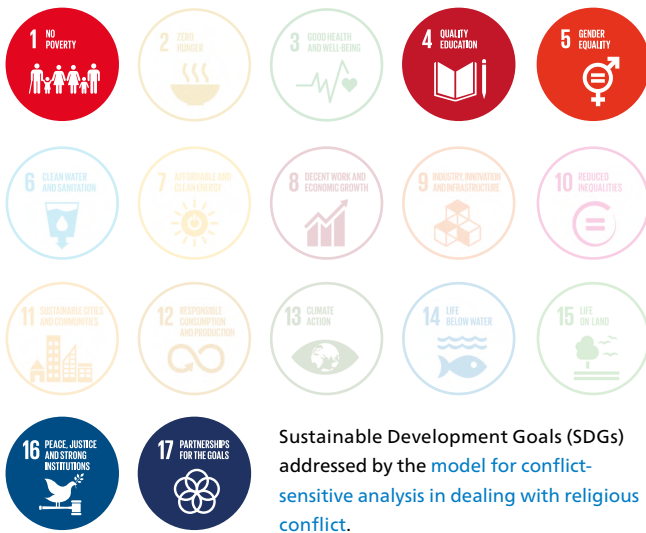 1 NO POVERTY
2 ZERO HUNGER
3 GOOD HEALTH AND WELL-BEING
4 QUALITY EDUCATION
5 GENDER EQUALITY
6 CLEAN WATER AND SANITATION
7 AFFORDABLE AND CLEAN ENERGY
8 DECENT WORK AND ECONOMIC GROWTH
9 INDUSTRY, INNOVATION AND INFRASTRUCTURE
10 REDUCED INEQUALITIES
11 SUSTAINABLE CITIES AND COMMUNITIES
12 RESPONSIBLE CONSUMPTION AND PRODUCTION
13 CLIMATE ACTION
14 LIFE BELOW WATER
15 LIFE ON LAND
16 PEACE, JUSTICE AND STRONG INSTITUTIONS
17 PARTNERSHIPS FOR THE GOALS
Sustainable Development Goals (SDGs)
addressed by the model for conflict-
sensitive analysis in dealing with religious
conflict.